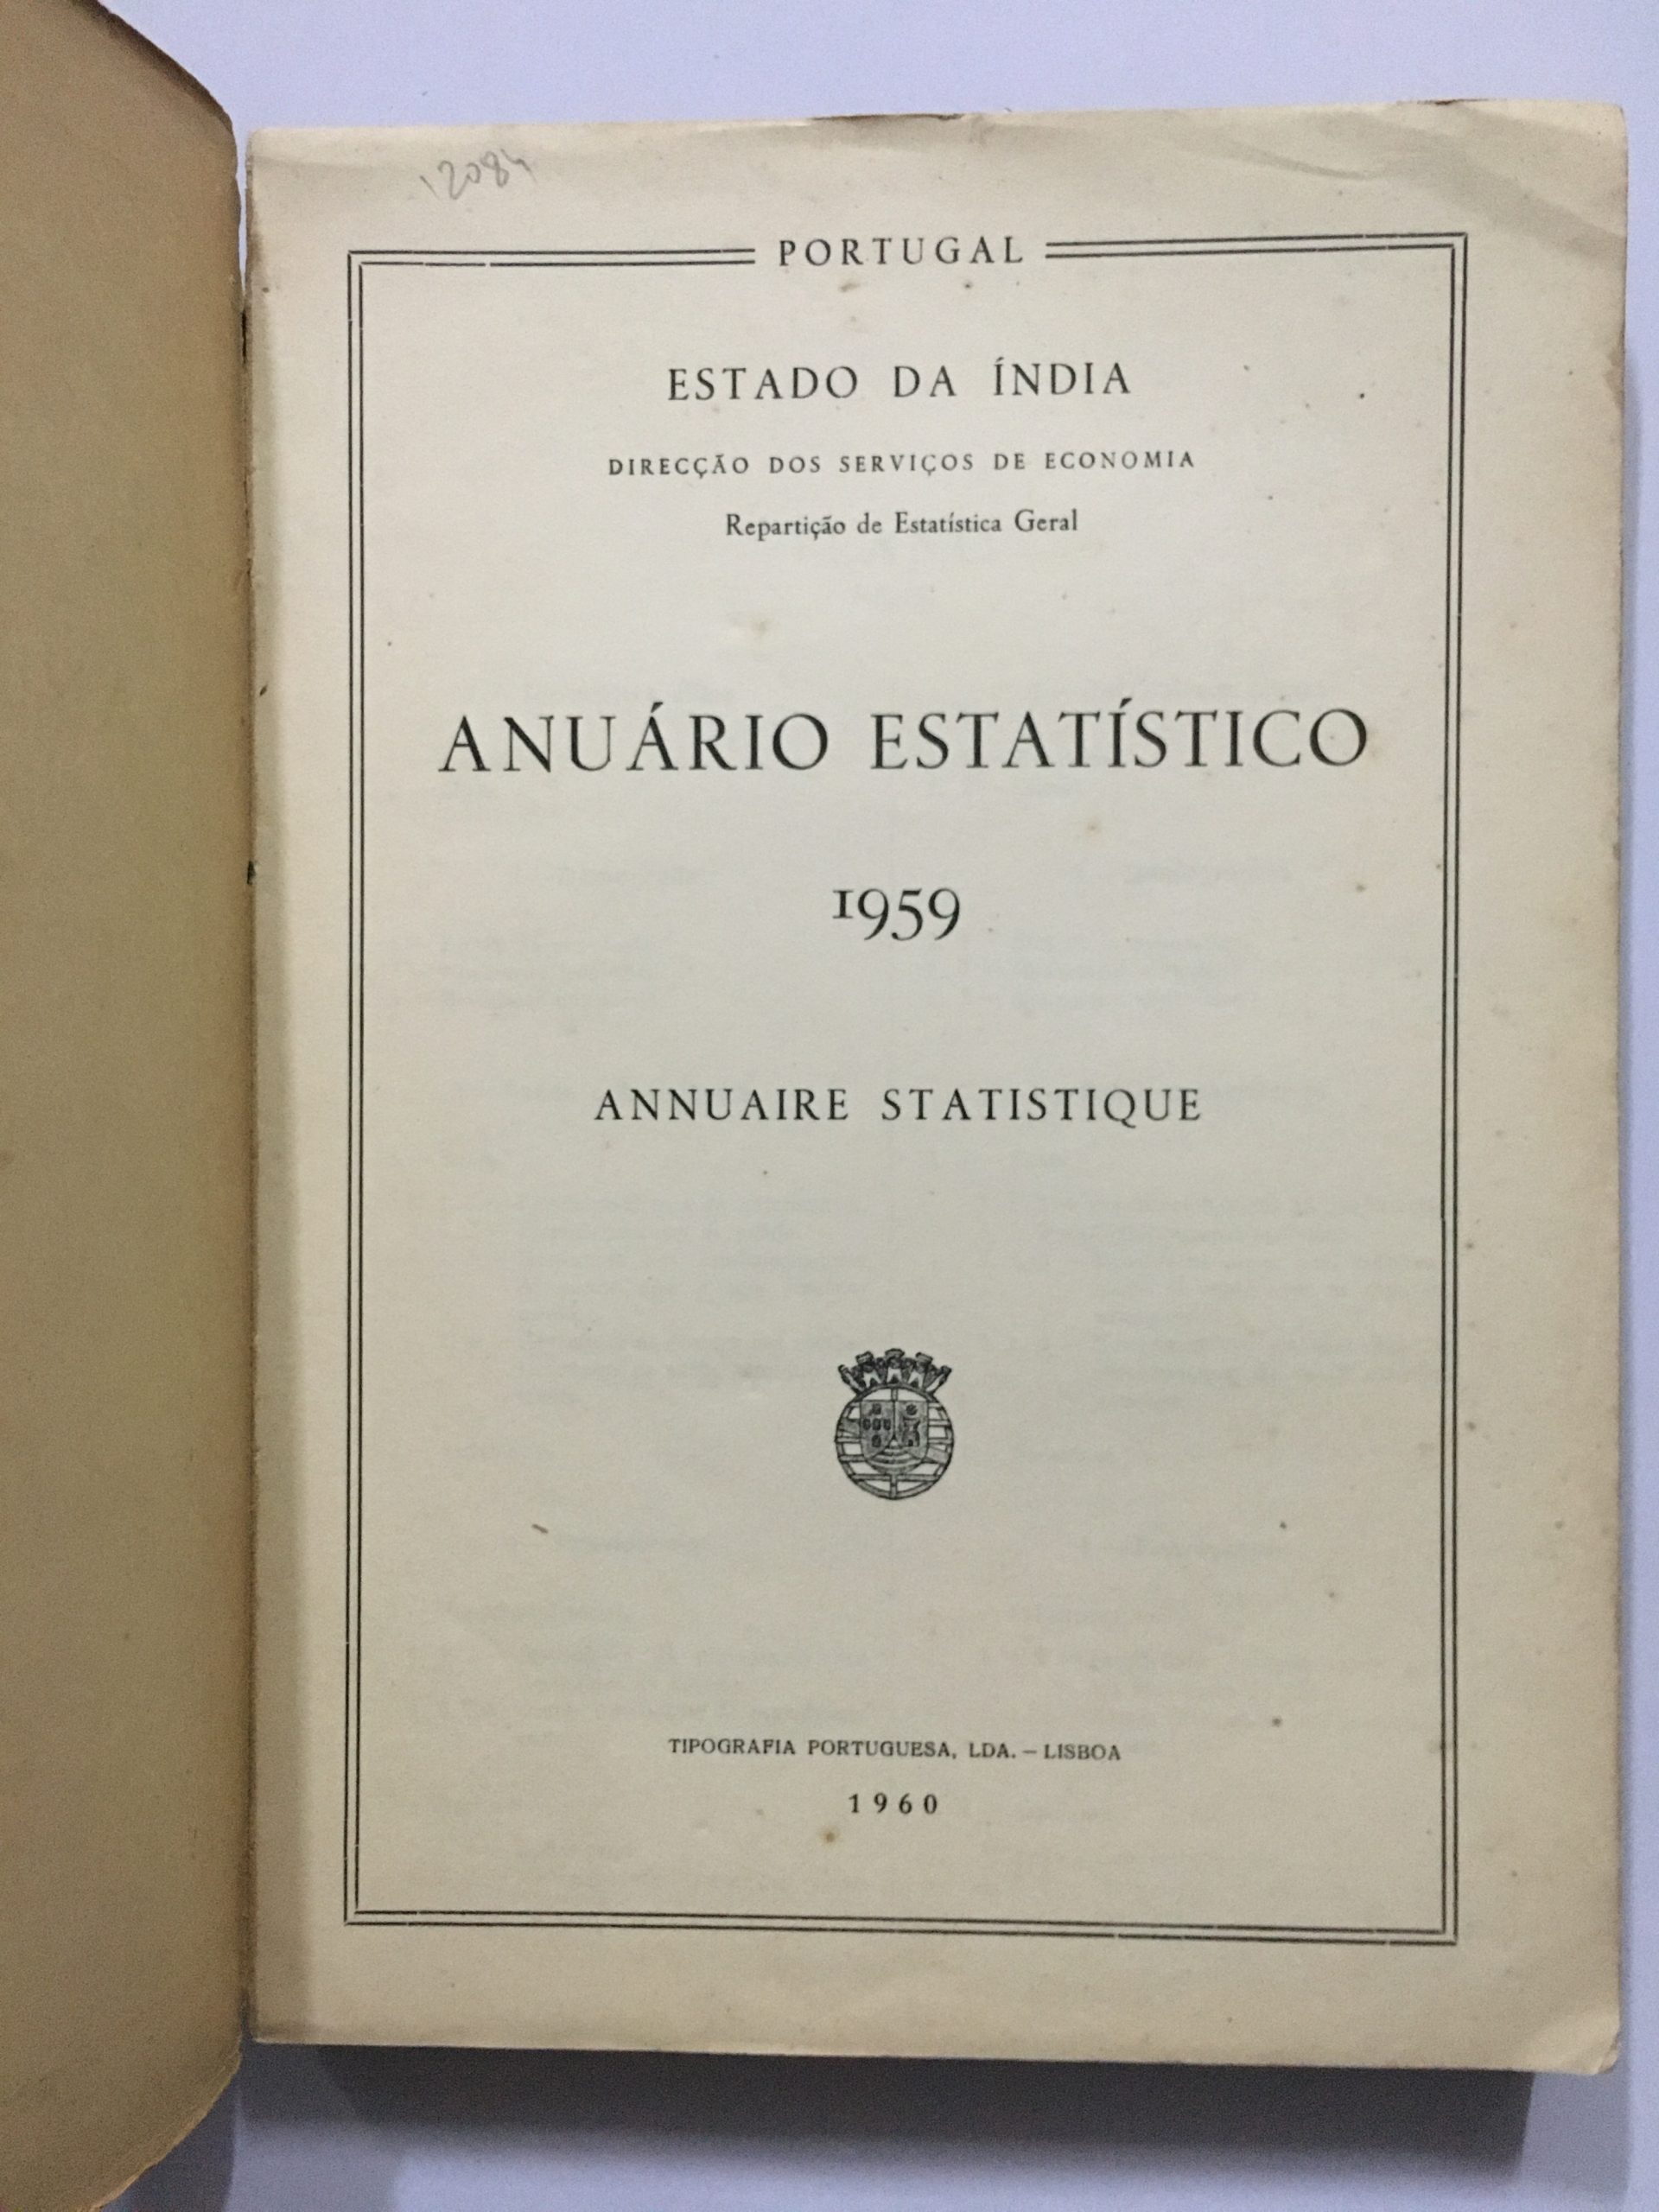 12084
PORTUGAL
ESTADO DA ÍNDIA
DIRECÇÃO DOS SERVIÇOS DE ECONOMIA
Repartição de Estatística Geral
ANUÁRIO ESTATÍSTICO
1959
ANNUAIRE STATISTIQUE
TIPOGRAFIA PORTUGUESA, LDA. — LISBOA
1960